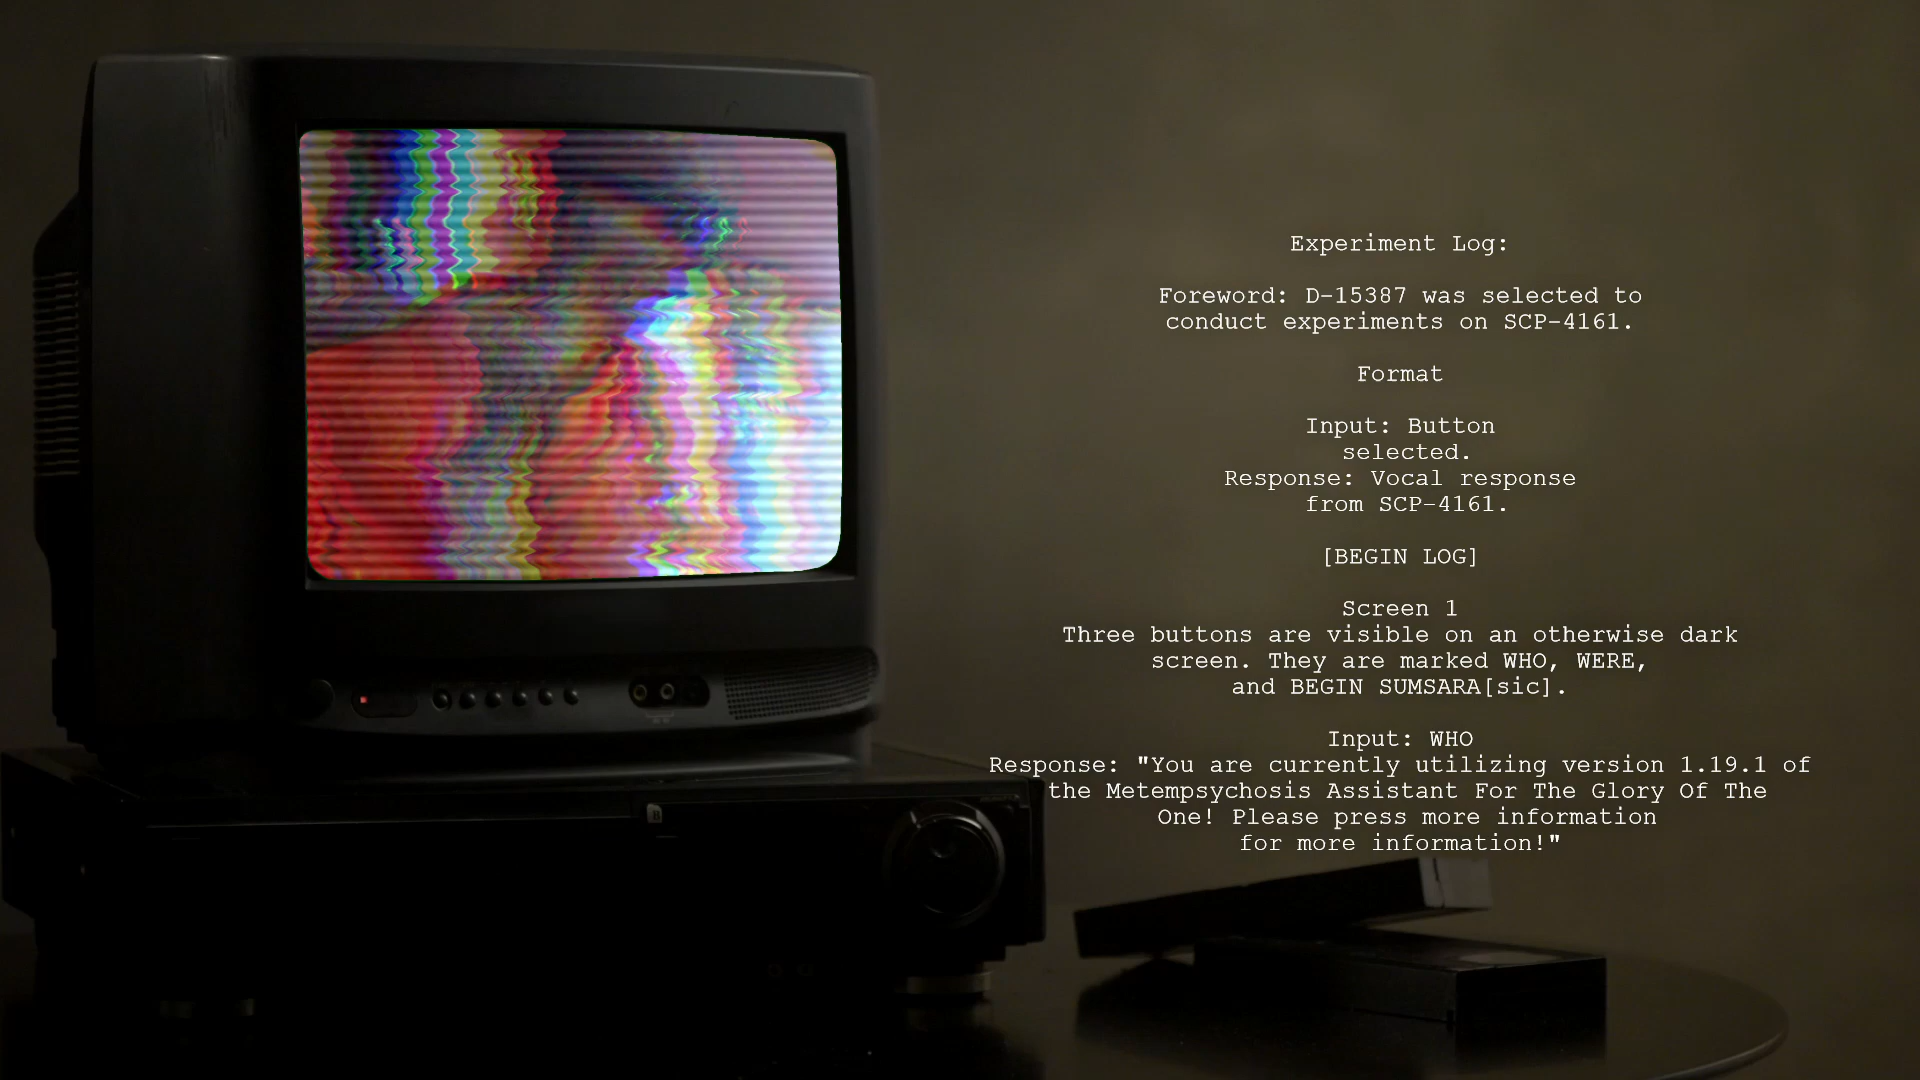 Experiment Log:
Foreword: D-15387 was selected to
conduct experiments on SCP-4161.
Format
Input: Button
selected.
Response: Vocal response
from SCP-4161.
[BEGIN LOG]
Screen 1
Three buttons are visible on an otherwise dark
screen. They are marked WHO, WERE,
and BEGIN SUMSARA[sic].
Input: WHO
Response: "You are currently utilizing version 1.19.1 of
the Metempsychosis Assistant For The Glory Of The
One! Please press more information
for more information!"